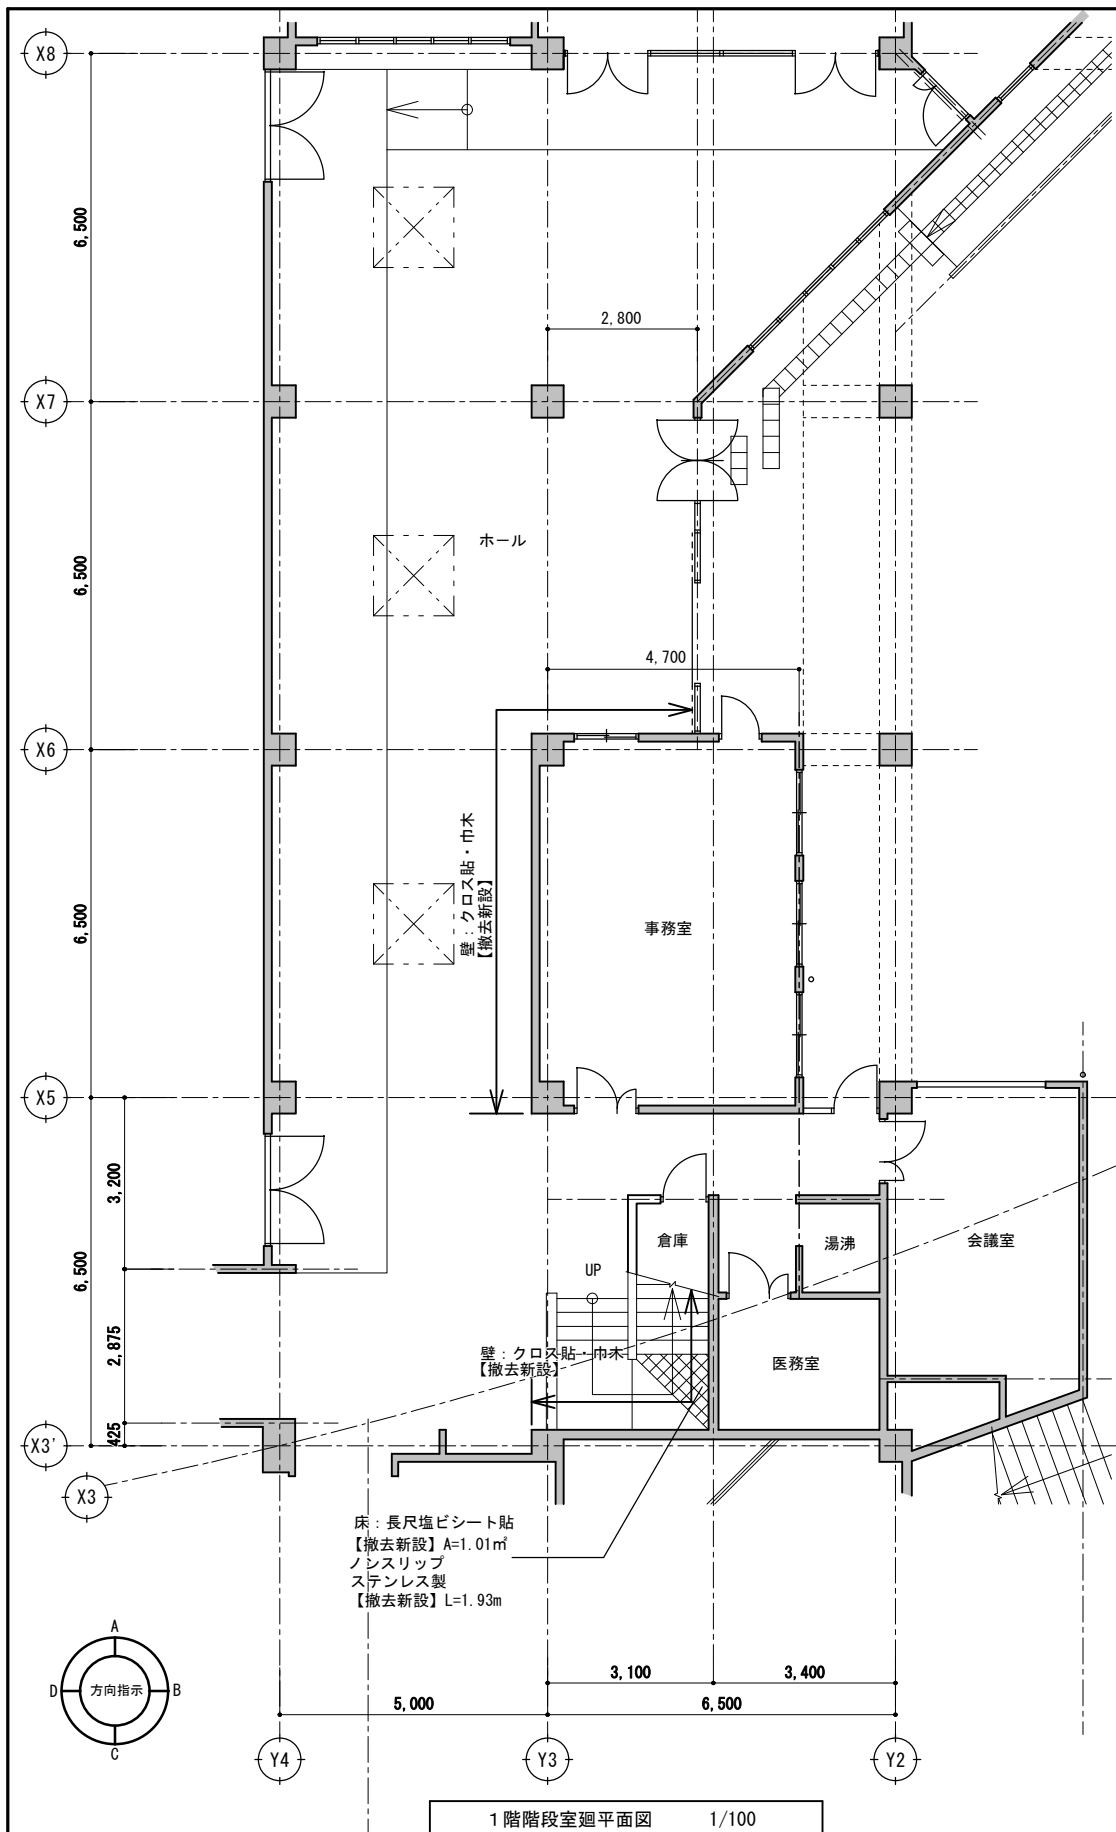 X8
6,500
2,800
X7
ホール
6,500
4,700
X6
壁：クロス貼・巾木
【撤去新設】
6,500
事務室
X5
3,200
倉庫
湯沸
会議室
UP
6,500
2,875
壁：クロス貼・巾木
【撤去新設】
医務室
425
X3'
X3
床：長尺塩ビシート貼
【撤去新設】A=1.01㎡
ノンスリップ
ステンレス製
【撤去新設】L=1.93m
A
D
方向指示
B
C
3,100
3,400
5,000
6,500
Y4
Y3
Y2
１階階段室廻平面図 1/100